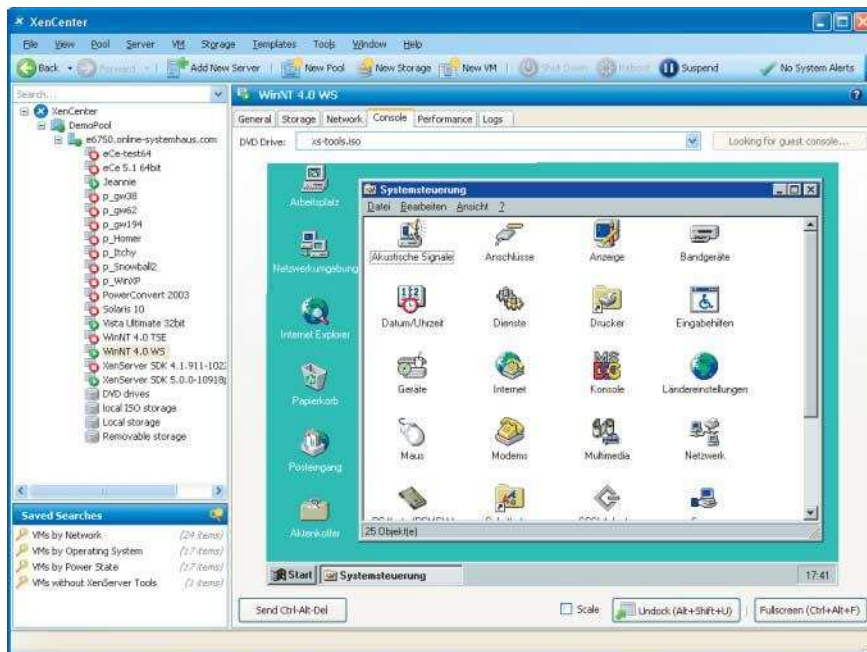 XenCenter
File View Pool Server VM Storage Templates Tools Window Help
Back Forward Add New Server New Pool New Storage New VM Shut Down Reboot Suspend No System Alerts
Search...
WinNT 4.0 WS
XenCenter
DemoPool
e6750.online-systemhaus.com
eCe-test64
eCe 5.1 64bit
Jeannie
p_gw38
p_gw62
p_gw194
p_Homer
p_Itchy
p_Snowball2
p_WinXP
PowerConvert 2003
Solaris 10
Vista Ultimate 32bit
WinNT 4.0 TSE
WinNT 4.0 WS
XenServer SDK 4.1.911-102
XenServer SDK 5.0.0-10918
DVD drives
local ISO storage
Local storage
Removable storage
Saved Searches
VMs by Network (24 items)
VMs by Operating System (17 items)
VMs by Power State (17 items)
VMs without XenServer Tools (1 items)
General Storage Network Console Performance Logs
DVD Drive: xs-tools.iso Looking for guest console...
Arbeitsplatz
Netzwerkumgebung
Internet Explorer
Papierkorb
Posteingang
Aktenkoffer
Systemsteuerung
Datei Bearbeiten Ansicht ?
Akustische Signale Anschlüsse Anzeige Bandgeräte
Datum/Uhrzeit Dienste Drucker Eingabehilfen
Geräte Internet Konsole Ländereinstellungen
Maus Modems Multimedia Netzwerk
25 Objekt(e)
Start Systemsteuerung 17:41
Send Ctrl-Alt-Del Scale Undock (Alt+Shift+U) Fullscreen (Ctrl+Alt+F)